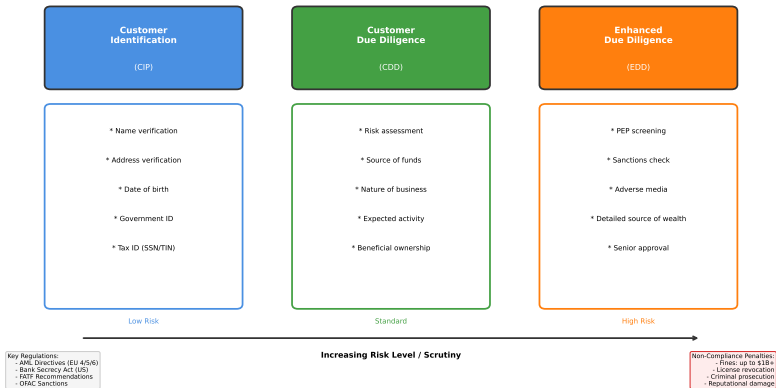 Customer
Identification
(CIP)
* Name verification
* Address verification
* Date of birth
* Government ID
* Tax ID (SSN/TIN)
Low Risk
Customer
Due Diligence
(CDD)
* Risk assessment
* Source of funds
* Nature of business
* Expected activity
* Beneficial ownership
Standard
Enhanced
Due Diligence
(EDD)
* PEP screening
* Sanctions check
* Adverse media
* Detailed source of wealth
* Senior approval
High Risk
Increasing Risk Level / Scrutiny
Key Regulations:
- AML Directives (EU 4/5/6)
- Bank Secrecy Act (US)
- FATF Recommendations
- OFAC Sanctions
Non-Compliance Penalties:
- Fines: up to $1B+
- License revocation
- Criminal prosecution
- Reputational damage